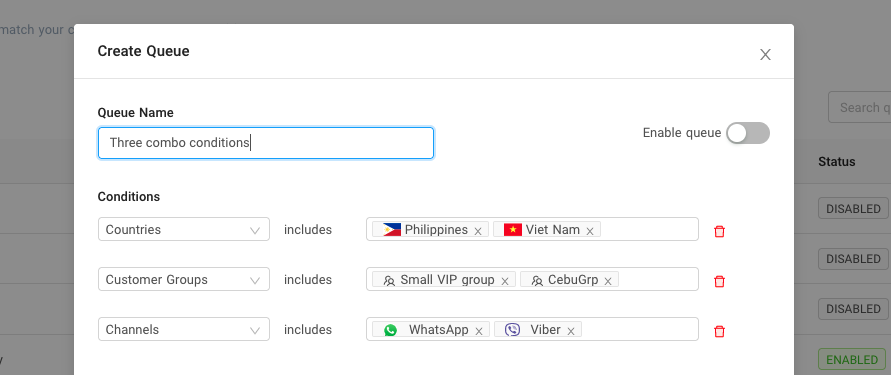 match your c
Create Queue
Queue Name
Three combo conditions
Enable queue
Search q
Status
Conditions
Countries includes Philippines x Viet Nam x
DISABLED
Customer Groups includes Small VIP group x CebuGrp x
DISABLED
Channels includes WhatsApp x Viber x
DISABLED
y
ENABLED